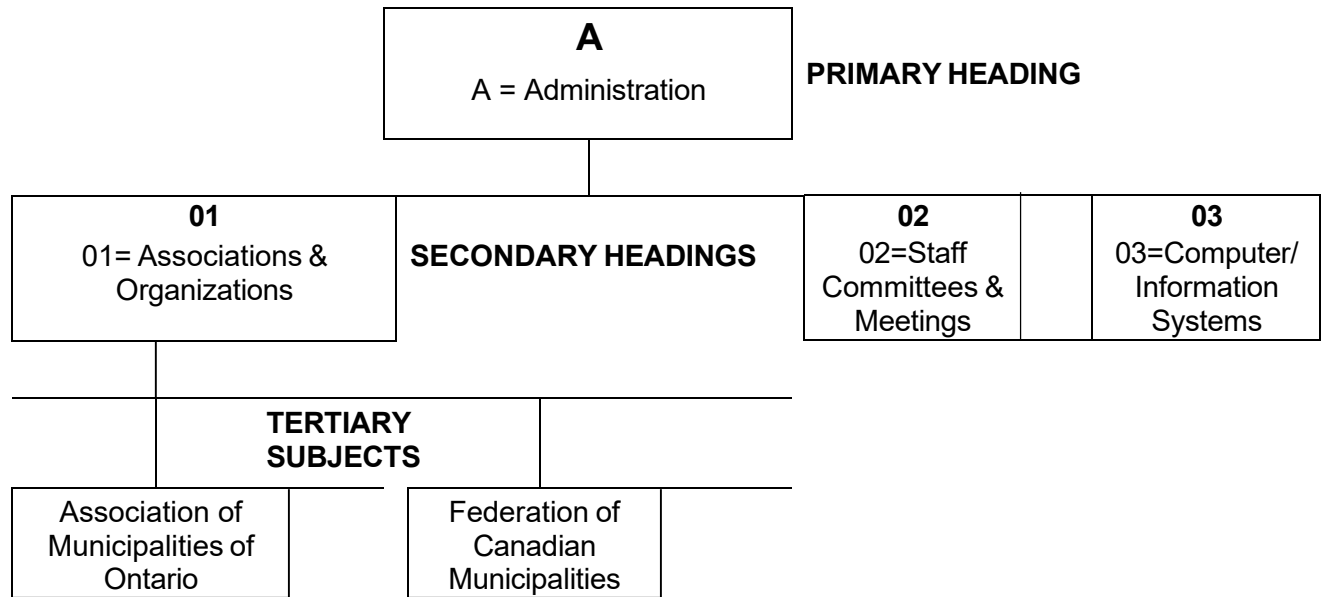 A
A = Administration
PRIMARY HEADING
01
01= Associations &
Organizations
SECONDARY HEADINGS
02
02=Staff
Committees &
Meetings
03
03=Computer/
Information
Systems
TERTIARY
SUBJECTS
Association of
Municipalities of
Ontario
Federation of
Canadian
Municipalities